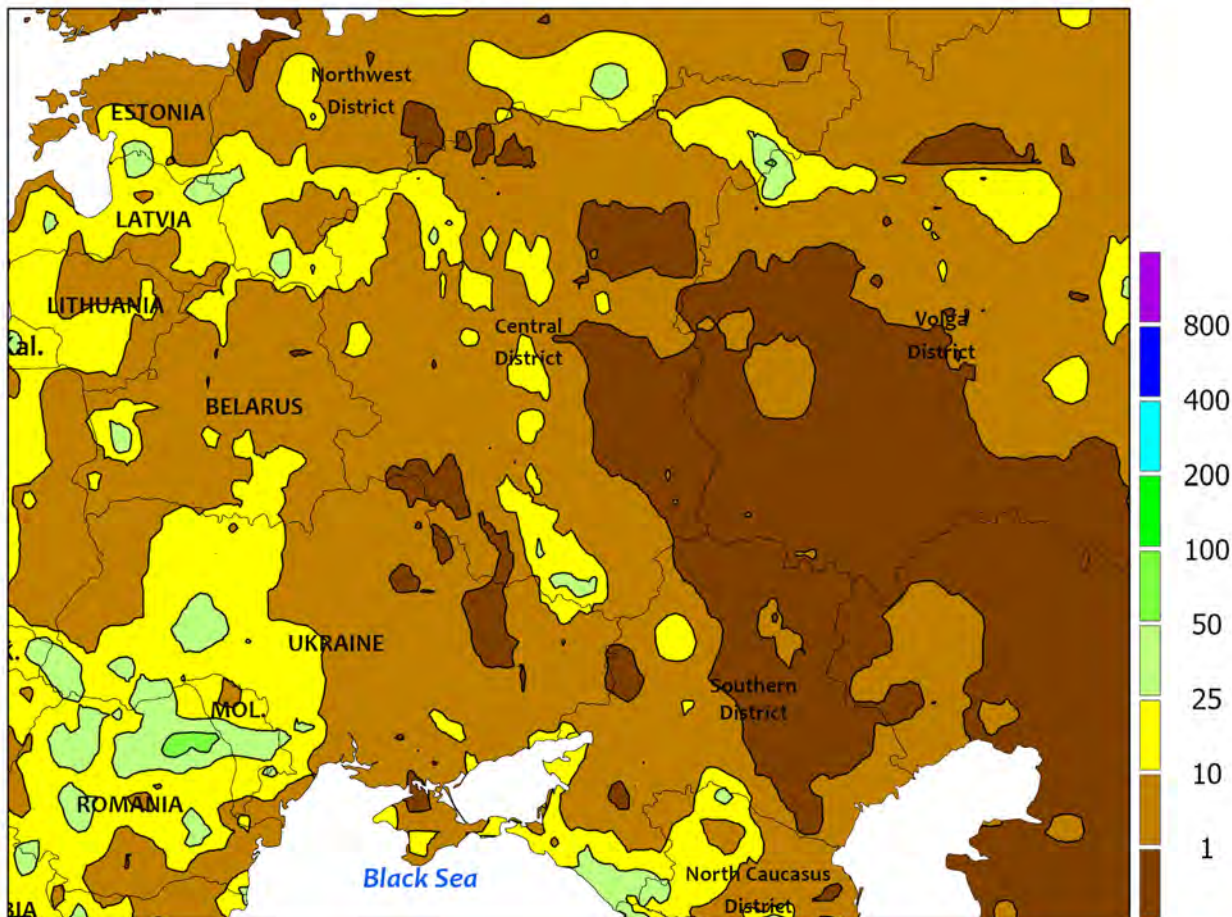 Northwest
District
ESTONIA
LATVIA
LITHUANIA
Kal.
Central
District
Volga
District
BELARUS
UKRAINE
MOL.
Southern
District
ROMANIA
Black Sea
North Caucasus
District
800
400
200
100
50
25
10
1